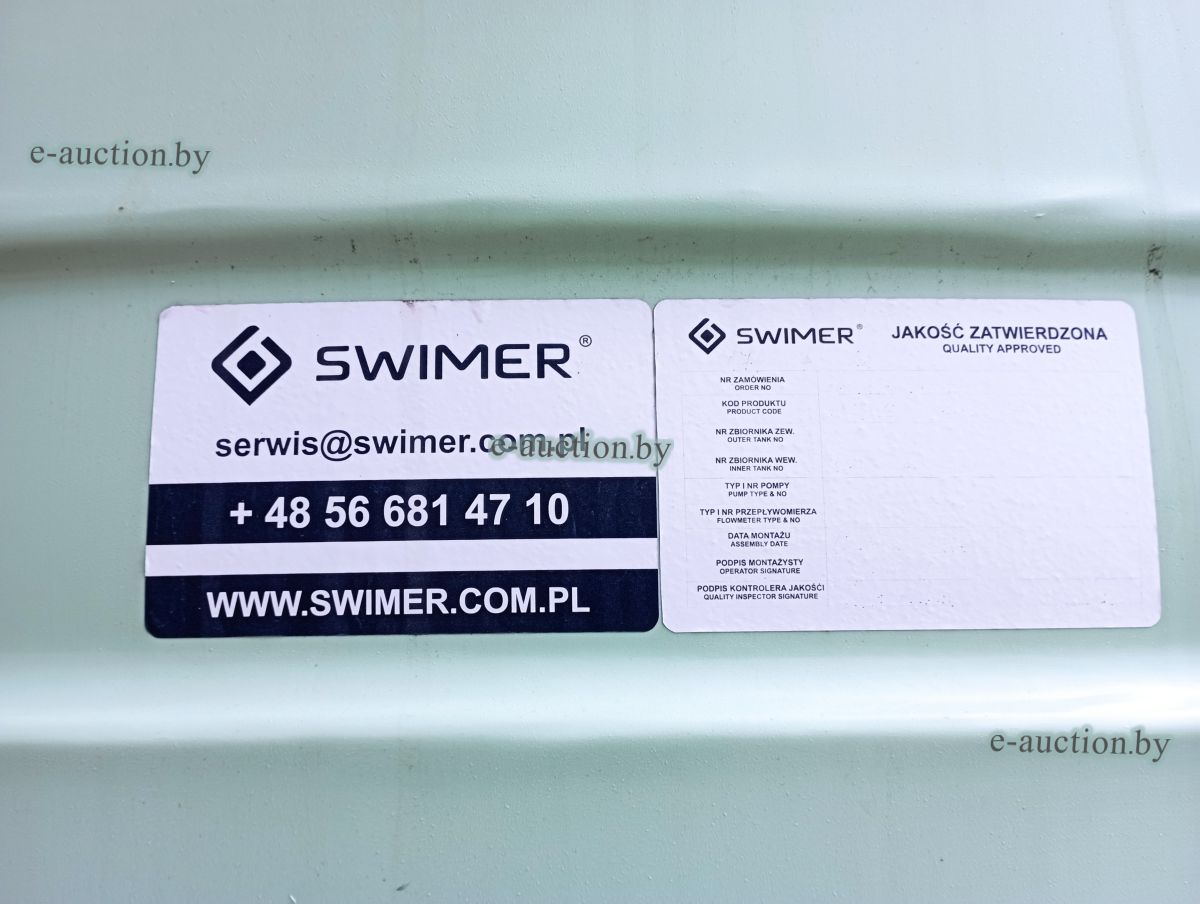 e-auction.by
SWIMER®
serwis@swimer.com.pl
e-auction.by
+ 48 56 681 47 10
WWW.SWIMER.COM.PL
SWIMER®
JAKOŚĆ ZATWIERDZONA
QUALITY APPROVED
NR ZAMÓWIENIA
ORDER NO
KOD PRODUKTU
PRODUCT CODE
NR ZBIORNIKA ZEW.
OUTER TANK NO
NR ZBIORNIKA WEW.
INNER TANK NO
TYP I NR POMPY
PUMP TYPE & NO
TYP I NR PRZEPŁYWOMIERZA
FLOWMETER TYPE & NO
DATA MONTAŻU
ASSEMBLY DATE
PODPIS MONTAŻYSTY
OPERATOR SIGNATURE
PODPIS KONTROLERA JAKOŚĆI
QUALITY INSPECTOR SIGNATURE
e-auction.by